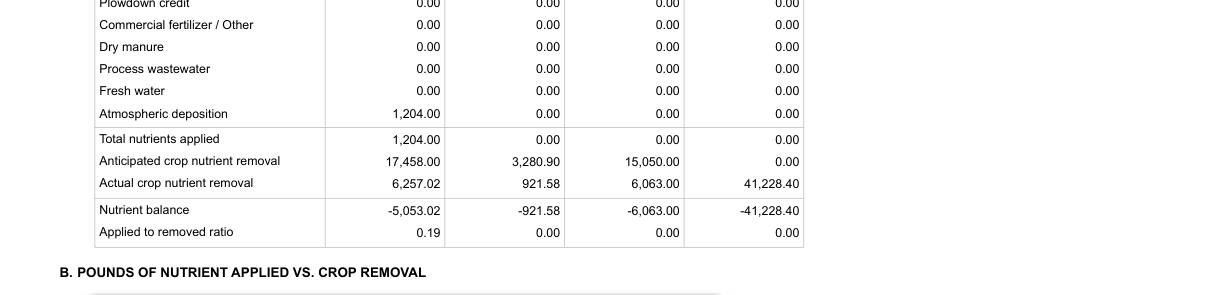 Plowdown credit 0.00 0.00 0.00 0.00
Commercial fertilizer / Other 0.00 0.00 0.00 0.00
Dry manure 0.00 0.00 0.00 0.00
Process wastewater 0.00 0.00 0.00 0.00
Fresh water 0.00 0.00 0.00 0.00
Atmospheric deposition 1,204.00 0.00 0.00 0.00
Total nutrients applied 1,204.00 0.00 0.00 0.00
Anticipated crop nutrient removal 17,458.00 3,280.90 15,050.00 0.00
Actual crop nutrient removal 6,257.02 921.58 6,063.00 41,228.40
Nutrient balance -5,053.02 -921.58 -6,063.00 -41,228.40
Applied to removed ratio 0.19 0.00 0.00 0.00
B. POUNDS OF NUTRIENT APPLIED VS. CROP REMOVAL